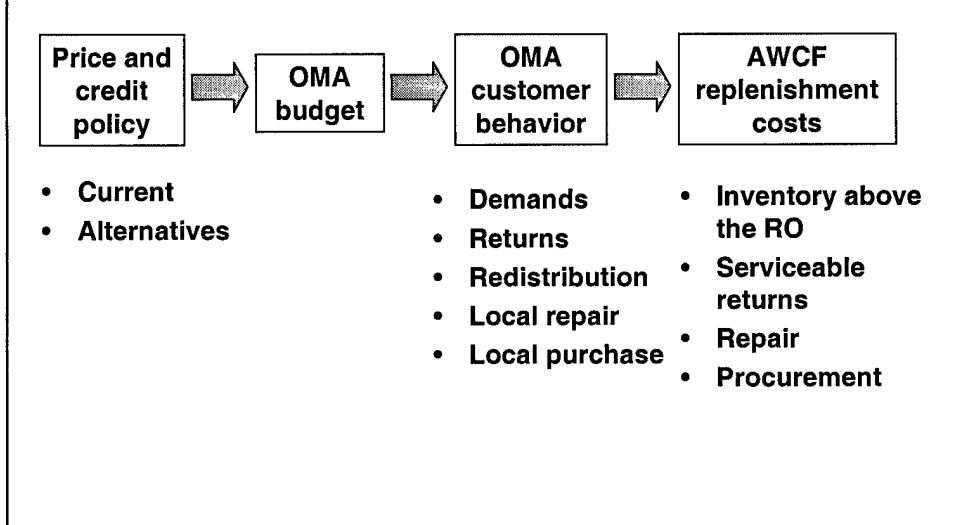 Price and
credit
policy
OMA
budget
OMA
customer
behavior
AWCF
replenishment
costs
• Current
• Alternatives
• Demands
• Returns
• Redistribution
• Local repair
• Local purchase
• Inventory above
the RO
• Serviceable
returns
• Repair
• Procurement